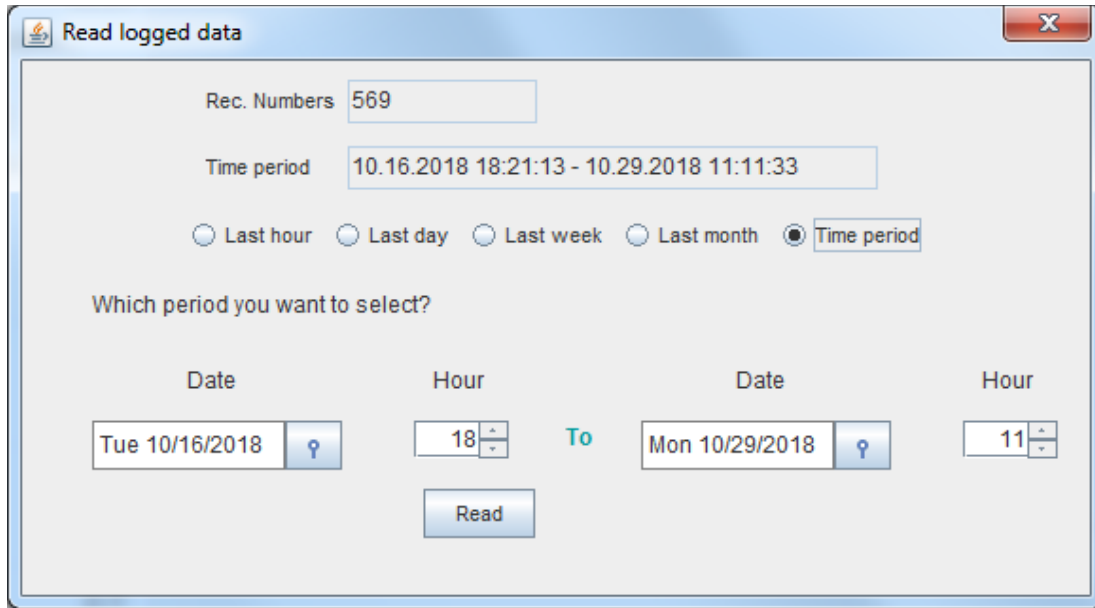 Read logged data
Rec. Numbers 569
Time period 10.16.2018 18:21:13 - 10.29.2018 11:11:33
Last hour Last day Last week Last month Time period
Which period you want to select?
Date Hour Date Hour
Tue 10/16/2018 18 To Mon 10/29/2018 11
Read